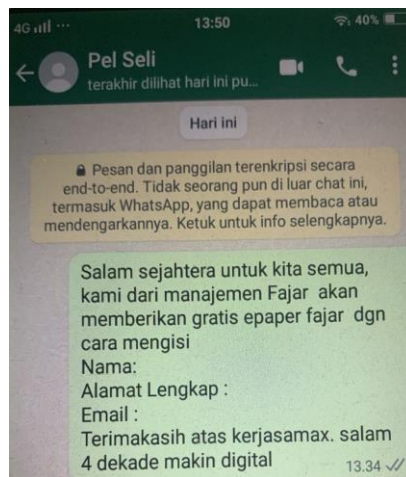 4G 13:50 40%
Pel Seli
terakhir dilihat hari ini pu...
Hari ini
Pesan dan panggilan terenkripsi secara
end-to-end. Tidak seorang pun di luar chat ini,
termasuk WhatsApp, yang dapat membaca atau
mendengarkannya. Ketuk untuk info selengkapnya.
Salam sejahtera untuk kita semua,
kami dari manajemen Fajar akan
memberikan gratis epaper fajar dgn
cara mengisi
Nama:
Alamat Lengkap :
Email :
Terimakasih atas kerjasamax. salam
4 dekade makin digital
13.34